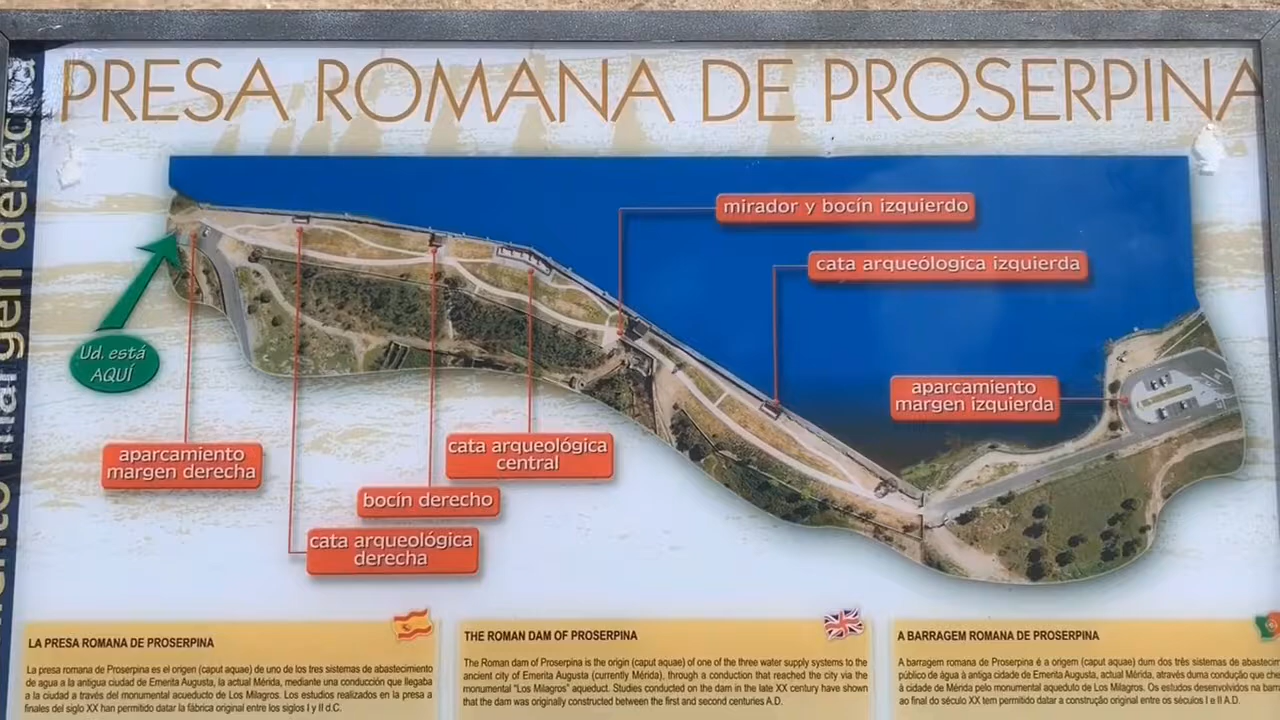 PRESA ROMANA DE PROSERPINA
mirador y bocín izquierdo
cata arqueólogica izquierda
Ud. está
AQUÍ
aparcamiento
margen izquierda
aparcamiento
margen derecha
cata arqueológica
central
bocín derecho
cata arqueológica
derecha
LA PRESA ROMANA DE PROSERPINA
La presa romana de Proserpina es el origen (caput aquae) de uno de los tres sistemas de abastecimiento
de agua a la antigua ciudad de Emerita Augusta, la actual Mérida, mediante una conducción que llegaba
a la ciudad a través del monumental acueducto de Los Milagros. Los estudios realizados en la presa a
finales del siglo XX han permitido datar la fábrica original entre los siglos I y II d.C.
THE ROMAN DAM OF PROSERPINA
The Roman dam of Proserpina is the origin (caput aquae) of one of the three water supply systems to the
ancient city of Emerita Augusta (currently Mérida), through a conduction that reached the city via the
monumental "Los Milagros" aqueduct. Studies conducted on the dam in the late XX century have shown
that the dam was originally constructed between the first and second centuries A.D.
A BARRAGEM ROMANA DE PROSERPINA
A barragem romana de Proserpina é a origem (caput aquae) dum dos três sistemas de abastecim
público de água à antiga cidade de Emerita Augusta, actual Mérida, através duma condução que che
à cidade de Mérida pelo monumental aqueduto de Los Milagros. Os estudos desenvolvidos na barr
ao final do século XX tem permitido datar a construção original entre os séculos I e II A.D.
margen derecha